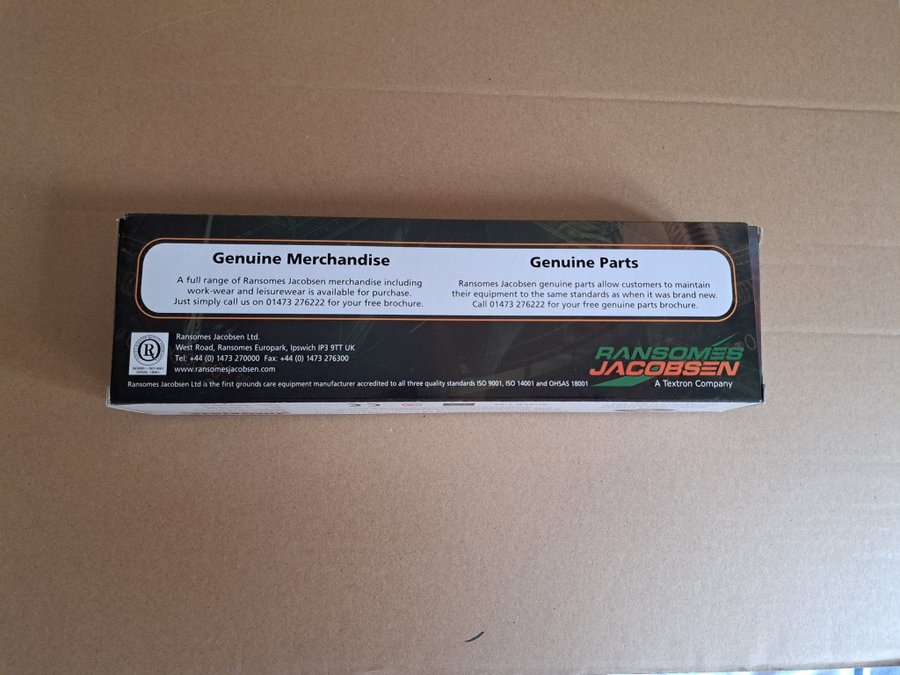 Genuine Merchandise
A full range of Ransomes Jacobsen merchandise including
work-wear and leisurewear is available for purchase.
Just simply call us on 01473 276222 for your free brochure.
Genuine Parts
Ransomes Jacobsen genuine parts allow customers to maintain
their equipment to the same standards as when it was brand new.
Call 01473 276222 for your free genuine parts brochure.
R
Ransomes Jacobsen Ltd.
West Road, Ransomes Europark, Ipswich IP3 9TT UK
Tel: +44 (0) 1473 270000 Fax: +44 (0) 1473 276300
www.ransomesjacobsen.com
Ransomes Jacobsen Ltd is the first grounds care equipment manufacturer accredited to all three quality standards ISO 9001, ISO 14001 and OHSAS 18001
RANSOMES
JACOBSEN
A Textron Company